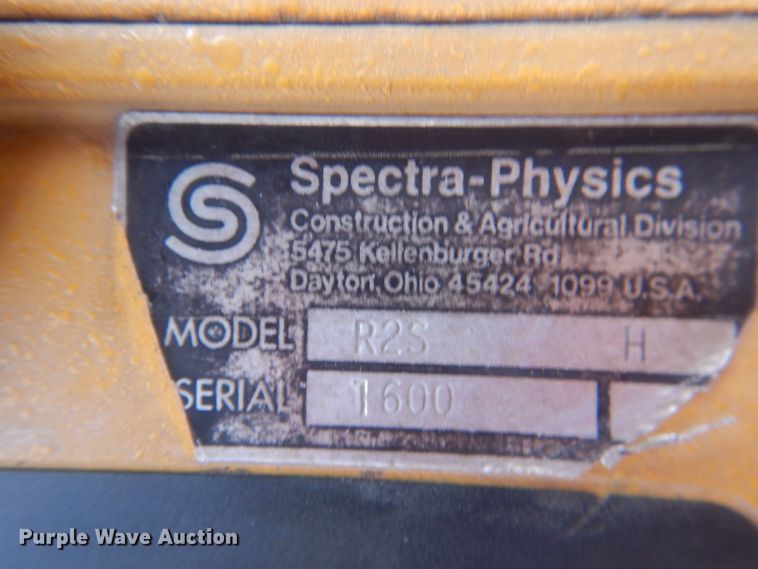 Spectra-Physics
Construction & Agricultural Division
5475 Kellenburger Rd
Dayton, Ohio 45424 1099 U.S.A.
MODEL R2S H
SERIAL 1600
Purple Wave Auction